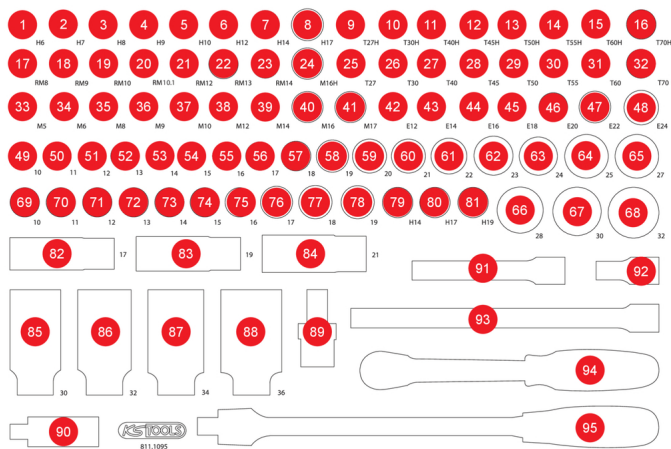 1 2 3 4 5 6 7 8 9 10 11 12 13 14 15 16
H6 H7 H8 H9 H10 H12 H14 H17 T27H T30H T40H T45H T50H T55H T60H T70H
17 18 19 20 21 22 23 24 25 26 27 28 29 30 31 32
RM8 RM9 RM10 RM10.1 RM12 RM13 RM14 M16H T27 T30 T40 T45 T50 T55 T60 T70
33 34 35 36 37 38 39 40 41 42 43 44 45 46 47 48
M5 M6 M8 M9 M10 M12 M14 M16 M17 E12 E14 E16 E18 E20 E22 E24
49 50 51 52 53 54 55 56 57 58 59 60 61 62 63 64 65
10 11 12 13 14 15 16 17 18 19 20 21 22 23 24 25 27
69 70 71 72 73 74 75 76 77 78 79 80 81 66 67 68
10 11 12 13 14 15 16 17 18 19 H14 H17 H19 28 30 32
82 17 83 19 84 21
91 92
93
85 86 87 88 89
30 32 34 36
94
90
KS TOOLS
811.1095
95